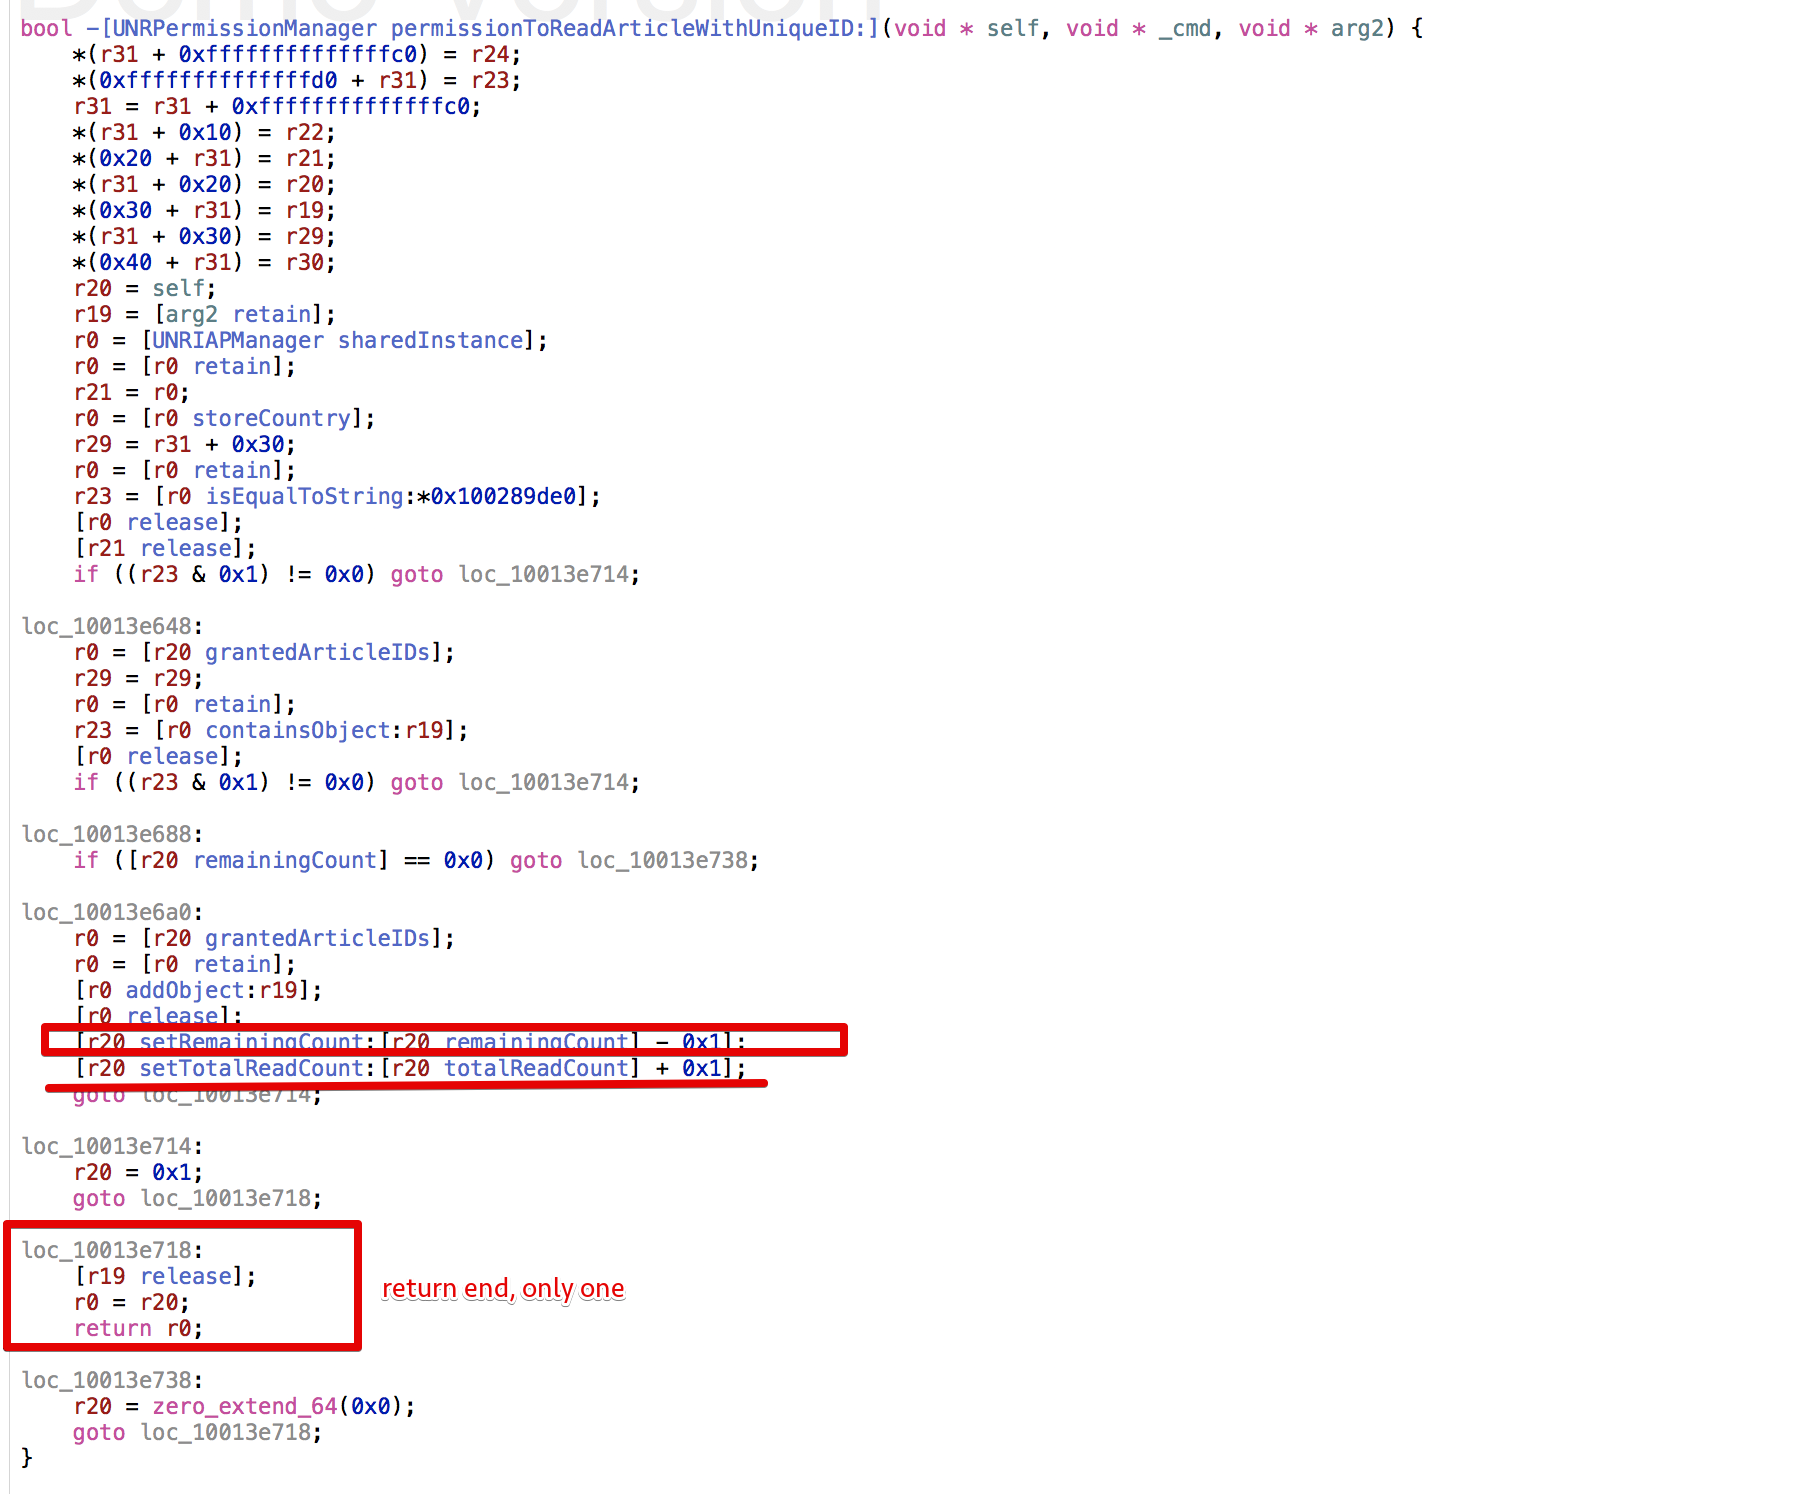 Demo version
bool -[UNRPermissionManager permissionToReadArticleWithUniqueID:](void * self, void * _cmd, void * arg2) {
*(r31 + 0xffffffffffffffc0) = r24;
*(0xffffffffffffffd0 + r31) = r23;
r31 = r31 + 0xffffffffffffffc0;
*(r31 + 0x10) = r22;
*(0x20 + r31) = r21;
*(r31 + 0x20) = r20;
*(0x30 + r31) = r19;
*(r31 + 0x30) = r29;
*(0x40 + r31) = r30;
r20 = self;
r19 = [arg2 retain];
r0 = [UNRIAPManager sharedInstance];
r0 = [r0 retain];
r21 = r0;
r0 = [r0 storeCountry];
r29 = r31 + 0x30;
r0 = [r0 retain];
r23 = [r0 isEqualToString:*0x100289de0];
[r0 release];
[r21 release];
if ((r23 & 0x1) != 0x0) goto loc_10013e714;
loc_10013e648:
r0 = [r20 grantedArticleIDs];
r29 = r29;
r0 = [r0 retain];
r23 = [r0 containsObject:r19];
[r0 release];
if ((r23 & 0x1) != 0x0) goto loc_10013e714;
loc_10013e688:
if ([r20 remainingCount] == 0x0) goto loc_10013e738;
loc_10013e6a0:
r0 = [r20 grantedArticleIDs];
r0 = [r0 retain];
[r0 addObject:r19];
[r0 release];
[r20 setRemainingCount:[r20 remainingCount] - 0x1];
[r20 setTotalReadCount:[r20 totalReadCount] + 0x1];
goto loc_10013e714;
loc_10013e714:
r20 = 0x1;
goto loc_10013e718;
loc_10013e718:
[r19 release];
r0 = r20;
return r0;
return end, only one
loc_10013e738:
r20 = zero_extend_64(0x0);
goto loc_10013e718;
}